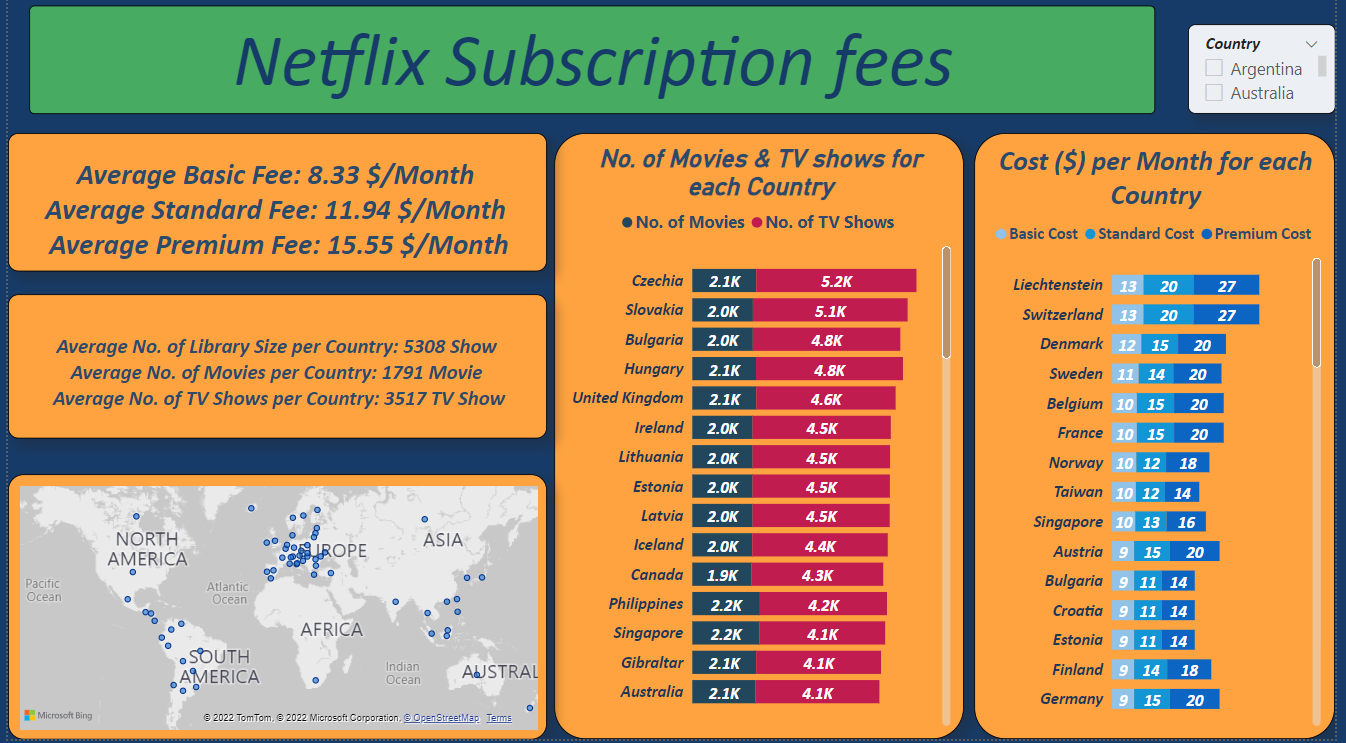 Netflix Subscription fees
Country
Argentina
Australia
Average Basic Fee: 8.33 $/Month
Average Standard Fee: 11.94 $/Month
Average Premium Fee: 15.55 $/Month
Average No. of Library Size per Country: 5308 Show
Average No. of Movies per Country: 1791 Movie
Average No. of TV Shows per Country: 3517 TV Show
NORTH
AMERICA
EUROPE
ASIA
Pacific
Ocean
Atlantic
Ocean
AFRICA
SOUTH
AMERICA
Indian
Ocean
AUSTRAL
Microsoft Bing
© 2022 TomTom, © 2022 Microsoft Corporation, © OpenStreetMap Terms
No. of Movies & TV shows for
each Country
No. of Movies No. of TV Shows
Czechia 2.1K 5.2K
Slovakia 2.0K 5.1K
Bulgaria 2.0K 4.8K
Hungary 2.1K 4.8K
United Kingdom 2.1K 4.6K
Ireland 2.0K 4.5K
Lithuania 2.0K 4.5K
Estonia 2.0K 4.5K
Latvia 2.0K 4.5K
Iceland 2.0K 4.4K
Canada 1.9K 4.3K
Philippines 2.2K 4.2K
Singapore 2.2K 4.1K
Gibraltar 2.1K 4.1K
Australia 2.1K 4.1K
Cost ($) per Month for each
Country
Basic Cost Standard Cost Premium Cost
Liechtenstein 13 20 27
Switzerland 13 20 27
Denmark 12 15 20
Sweden 11 14 20
Belgium 10 15 20
France 10 15 20
Norway 10 12 18
Taiwan 10 12 14
Singapore 10 13 16
Austria 9 15 20
Bulgaria 9 11 14
Croatia 9 11 14
Estonia 9 11 14
Finland 9 14 18
Germany 9 15 20